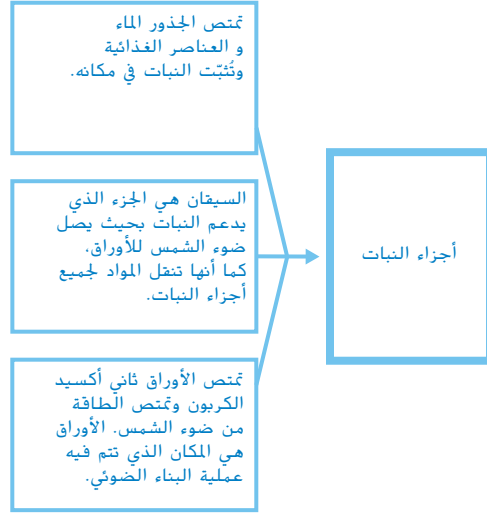 تمتص الجذور الماء
و العناصر الغذائية
وتُثبّت النبات في مكانه.
السيقان هي الجزء الذي
يدعم النبات بحيث يصل
ضوء الشمس للأوراق.
كما أنها تنقل المواد لجميع
أجزاء النبات.
تمتص الأوراق ثاني أكسيد
الكربون وتمتص الطاقة
من ضوء الشمس. الأوراق
هي المكان الذي تتم فيه
عملية البناء الضوئي.
أجزاء النبات